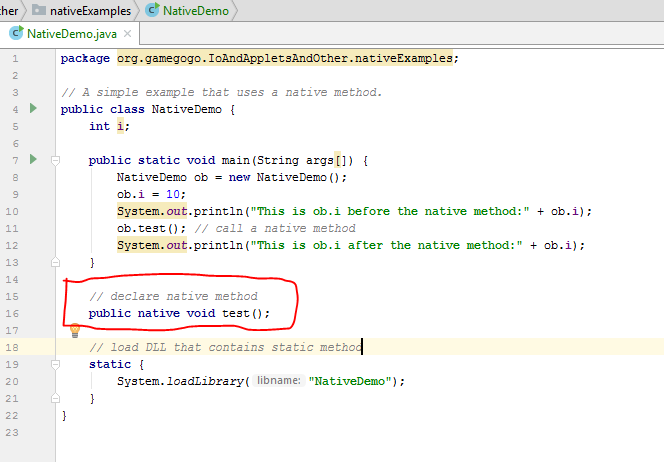 ther nativeExamples NativeDemo
NativeDemo.java
1 package org.gamegogo.IoAndAppletsAndOther.nativeExamples;
2
3 // A simple example that uses a native method.
4 public class NativeDemo {
5 int i;
6
7 public static void main(String args[]) {
8 NativeDemo ob = new NativeDemo();
9 ob.i = 10;
10 System.out.println("This is ob.i before the native method:" + ob.i);
11 ob.test(); // call a native method
12 System.out.println("This is ob.i after the native method:" + ob.i);
13 }
14
15 // declare native method
16 public native void test();
17
18 // load DLL that contains static method
19 static {
20 System.loadLibrary( libname: "NativeDemo");
21 }
22 }
23